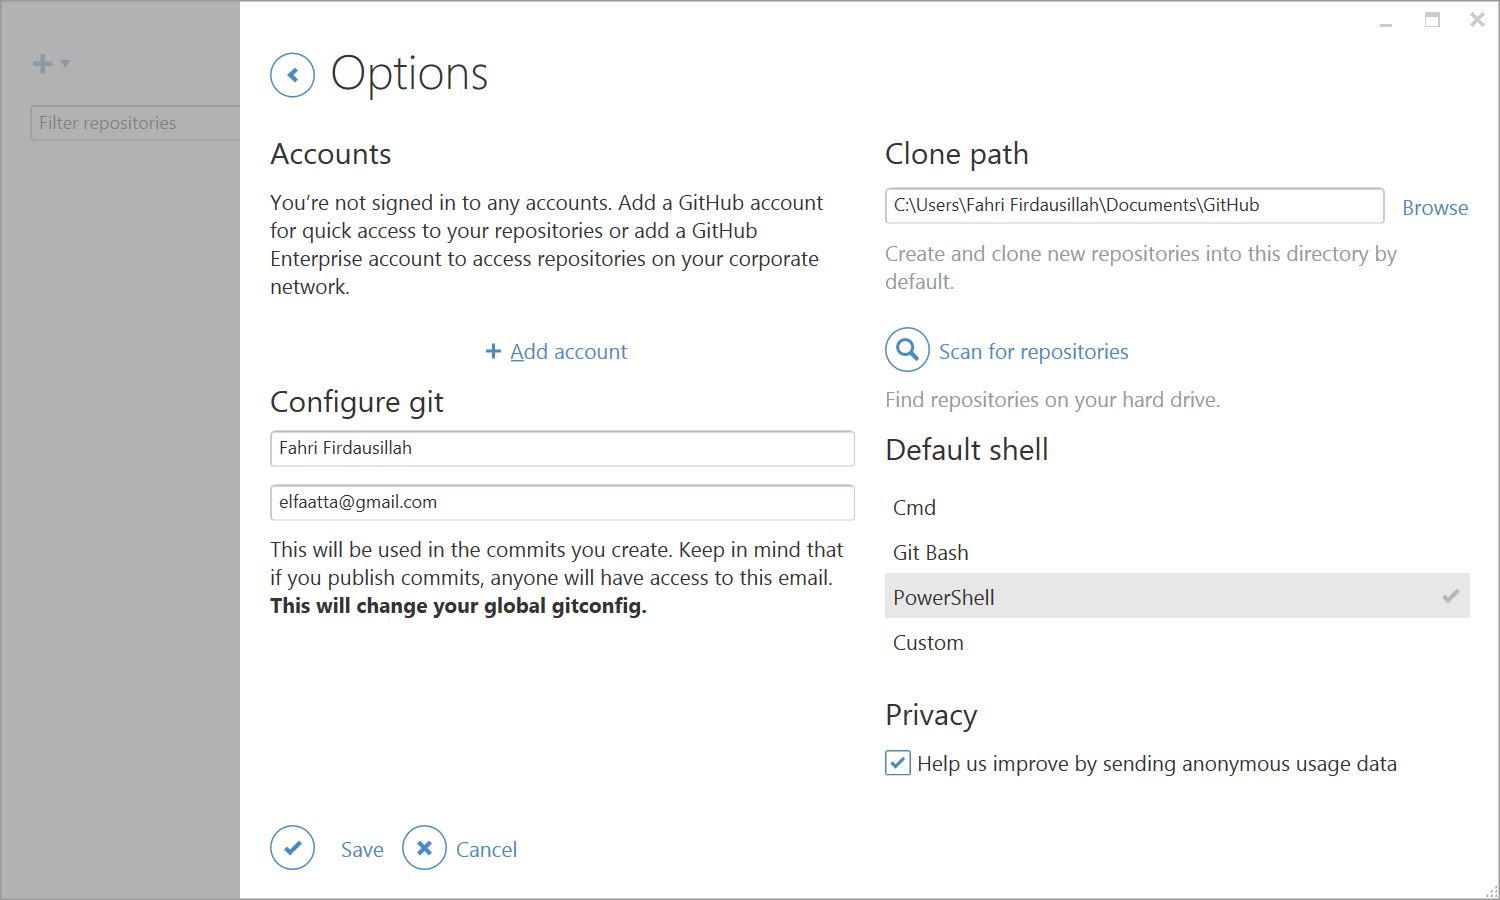 Filter repositories
Options
Accounts
You’re not signed in to any accounts. Add a GitHub account
for quick access to your repositories or add a GitHub
Enterprise account to access repositories on your corporate
network.
Add account
Configure git
Fahri Firdausillah
elfaatta@gmail.com
This will be used in the commits you create. Keep in mind that
if you publish commits, anyone will have access to this email.
This will change your global gitconfig.
Save
Cancel
Clone path
C:\Users\Fahri Firdausillah\Documents\GitHub
Browse
Create and clone new repositories into this directory by
default.
Scan for repositories
Find repositories on your hard drive.
Default shell
Cmd
Git Bash
PowerShell
Custom
Privacy
Help us improve by sending anonymous usage data